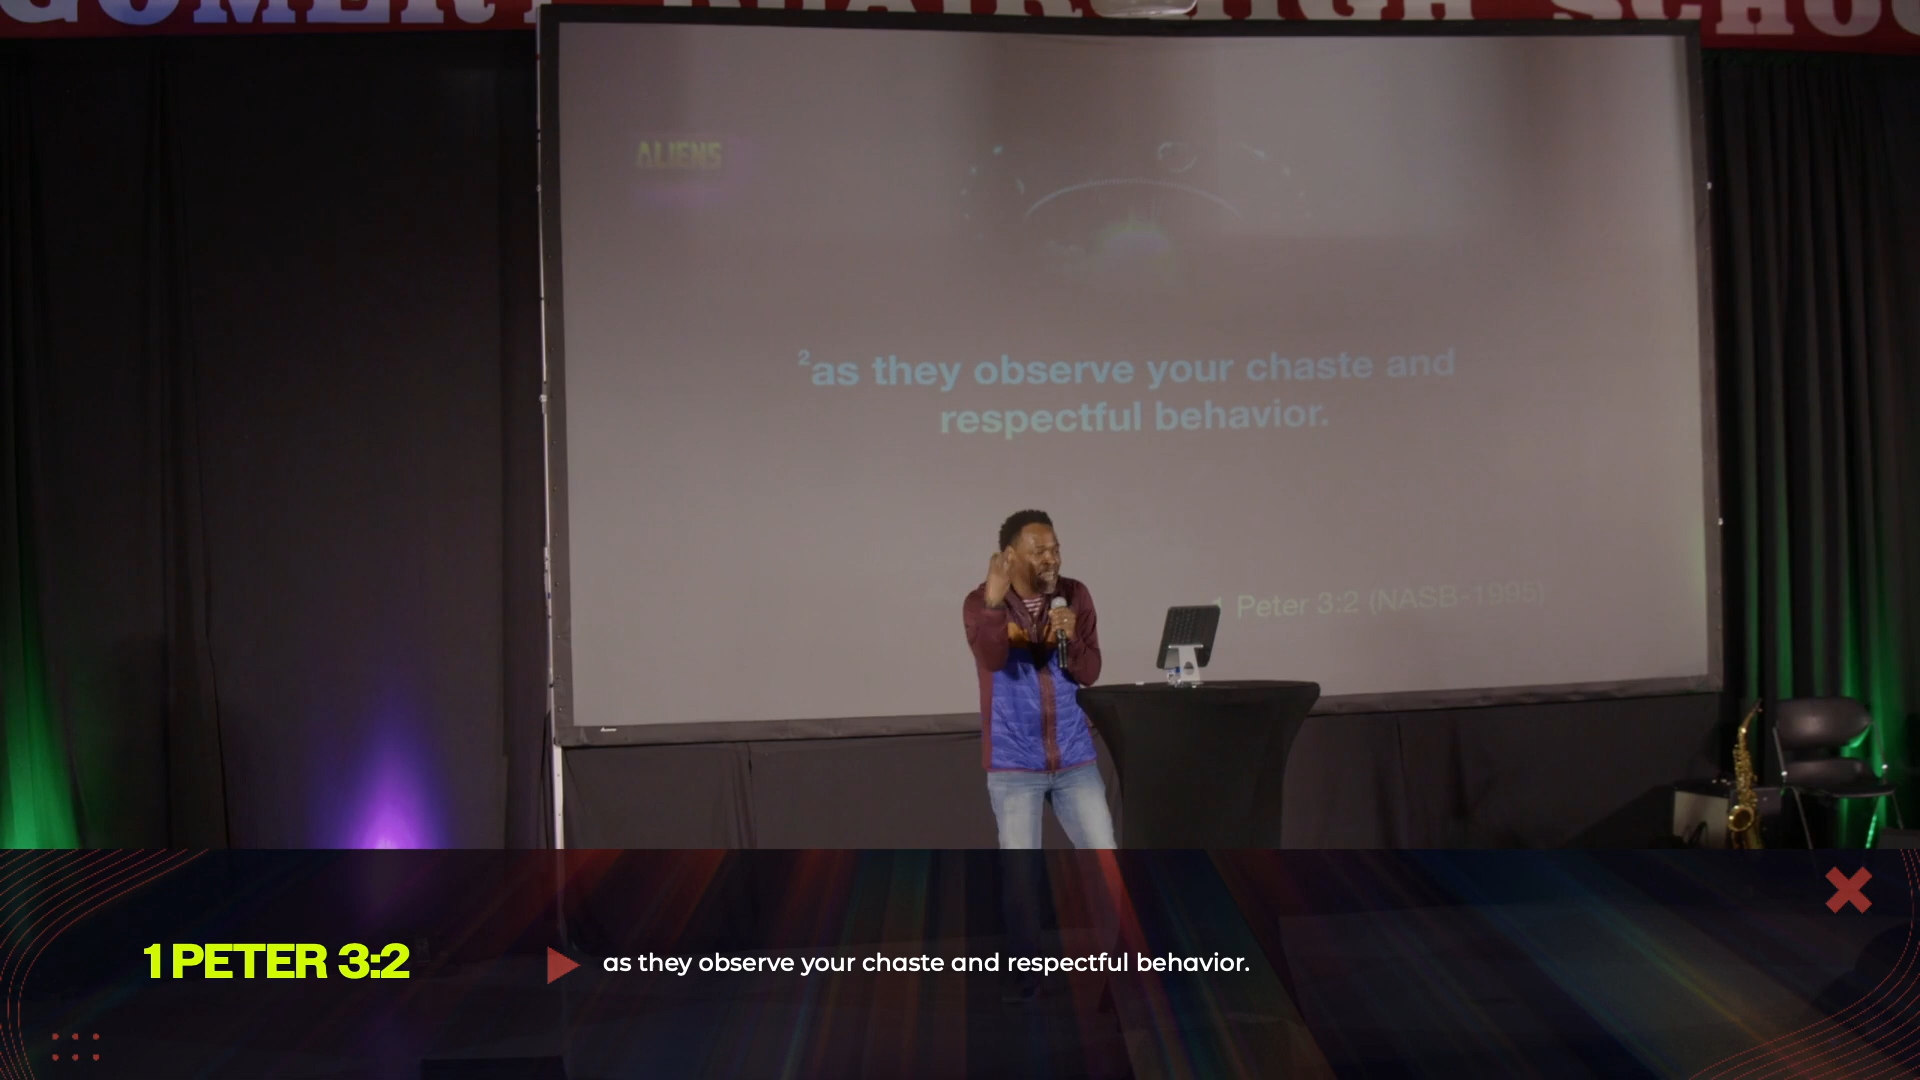 ALIENS
²as they observe your chaste and
respectful behavior.
Peter 3:2 (NASB-1995)
1 PETER 3:2
as they observe your chaste and respectful behavior.